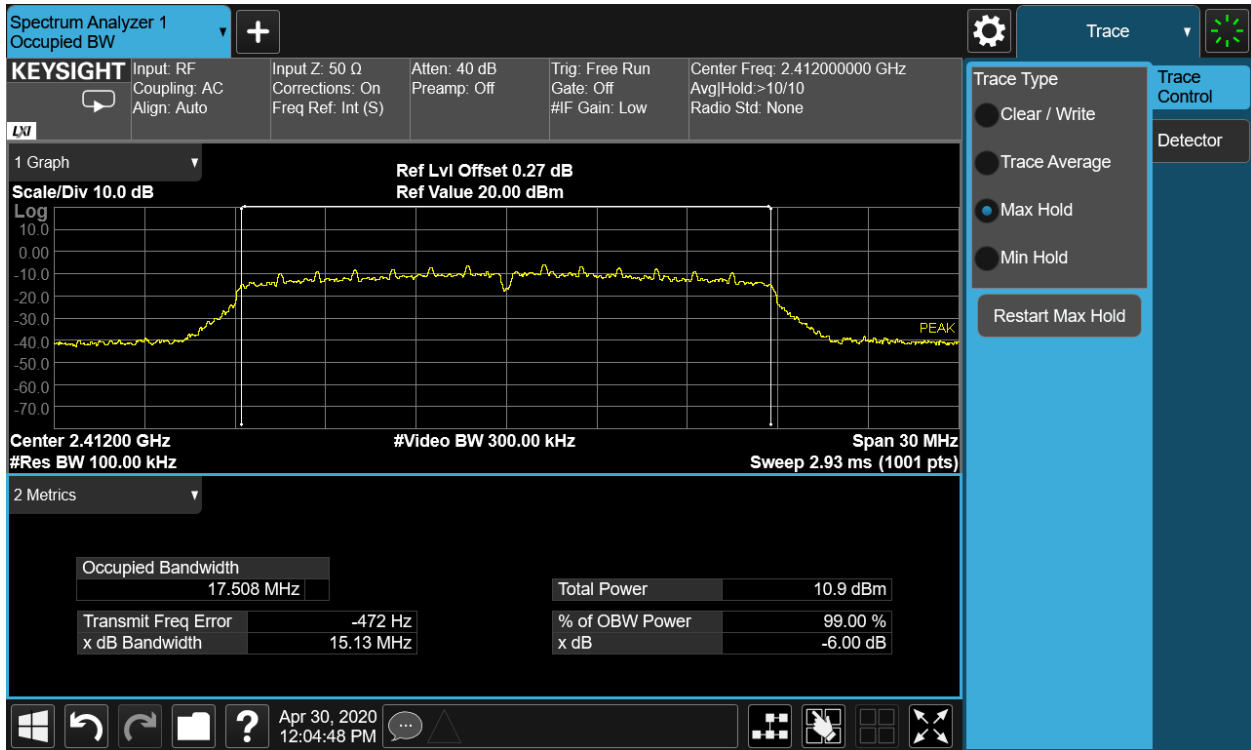 Spectrum Analyzer 1
Occupied BW
+
Trace
KEYSIGHT
Input: RF
Coupling: AC
Align: Auto
Input Z: 50 Ω
Corrections: On
Freq Ref: Int (S)
Atten: 40 dB
Preamp: Off
Trig: Free Run
Gate: Off
#IF Gain: Low
Center Freq: 2.412000000 GHz
Avg|Hold:>10/10
Radio Std: None
LXI
Trace Type
Clear / Write
Trace Average
Max Hold
Min Hold
Restart Max Hold
Trace
Control
Detector
1 Graph
Scale/Div 10.0 dB
Ref Lvl Offset 0.27 dB
Ref Value 20.00 dBm
Log
10.0
0.00
-10.0
-20.0
-30.0
-40.0
-50.0
-60.0
-70.0
PEAK
Center 2.41200 GHz
#Video BW 300.00 kHz
Span 30 MHz
#Res BW 100.00 kHz
Sweep 2.93 ms (1001 pts)
2 Metrics
Occupied Bandwidth
17.508 MHz
Total Power 10.9 dBm
Transmit Freq Error -472 Hz
% of OBW Power 99.00 %
x dB Bandwidth 15.13 MHz
x dB -6.00 dB
?
Apr 30, 2020
12:04:48 PM